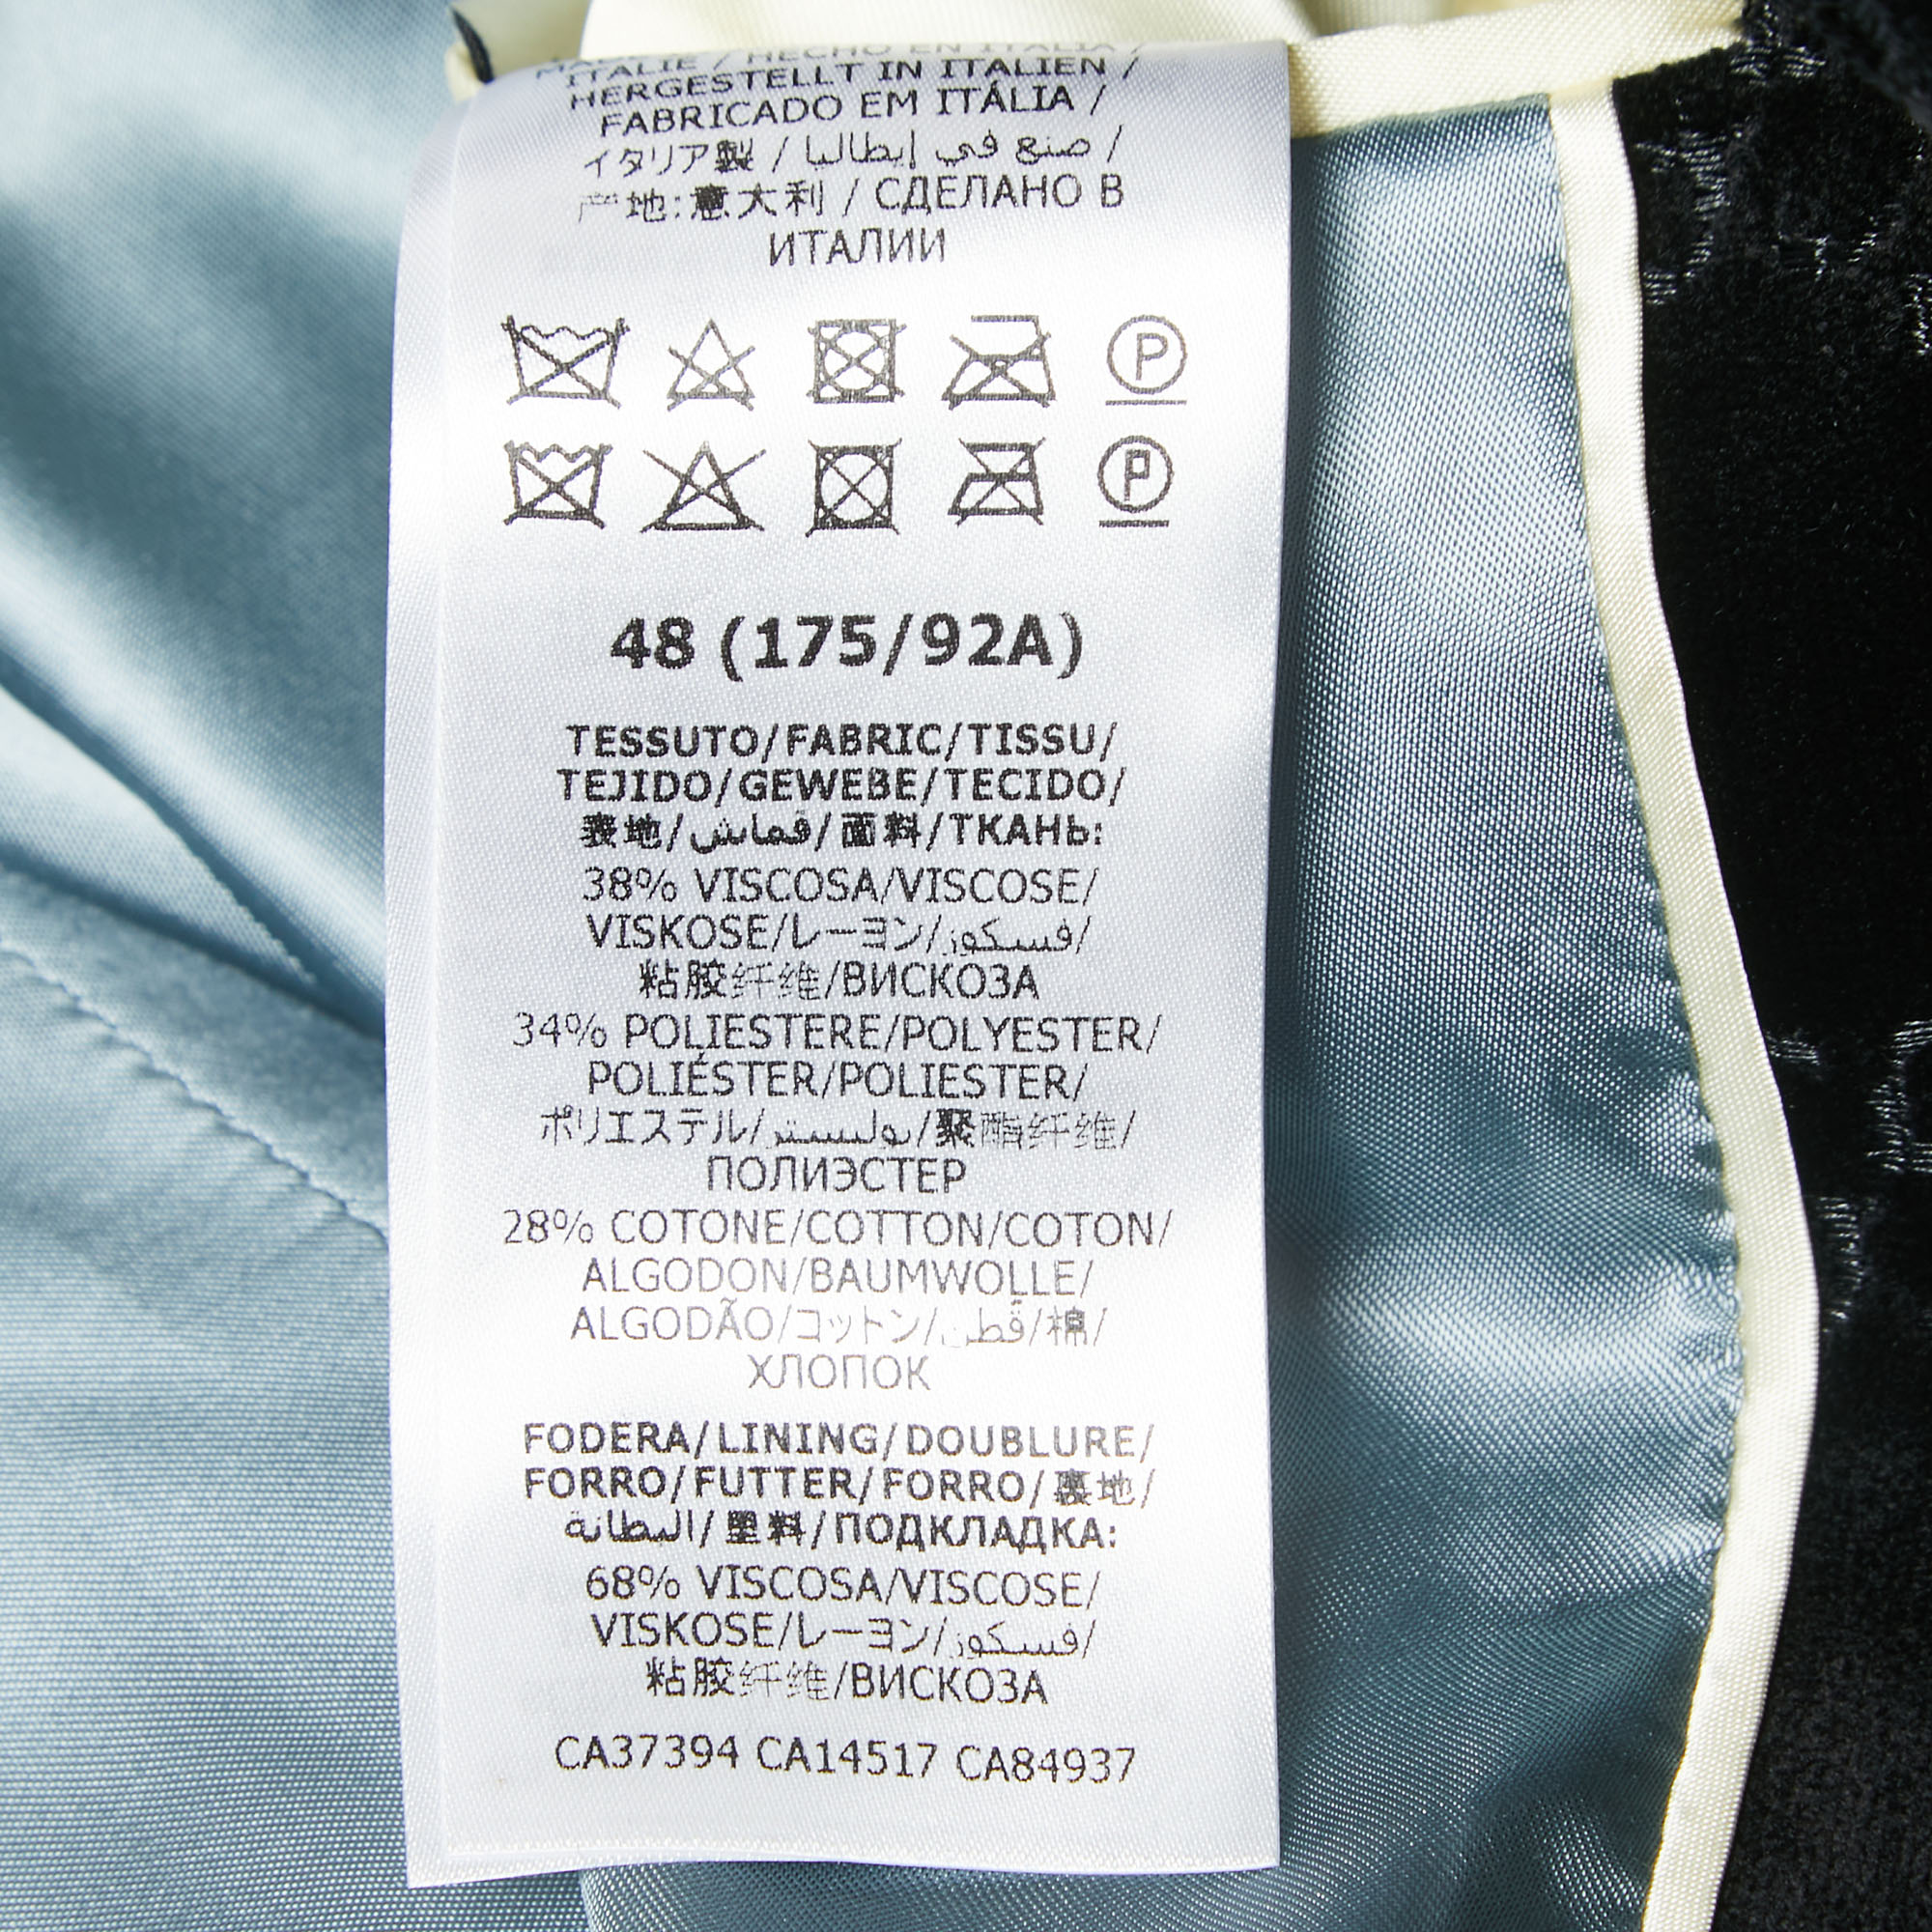 ITALIE / HECHO EN ITALIA /
HERGESTELLT IN ITALIEN /
FABRICADO EM ITÁLIA /
イタリア製 / صنع في إيطاليا /
产地:意大利 / СДЕЛАНО В
ИТАЛИИ
P
P
48 (175/92A)
TESSUTO/FABRIC/TISSU/
TEJIDO/GEWEBE/TECIDO/
表地/قماش/面料/ТКАНЬ:
38% VISCOSA/VISCOSE/
VISKOSE/レーヨン/فسكوز/
粘胶纤维/ВИСКОЗА
34% POLIESTERE/POLYESTER/
POLIÉSTER/POLIESTER/
ポリエステル/بوليستر/聚酯纤维/
ПОЛИЭСТЕР
28% COTONE/COTTON/COTON/
ALGODON/BAUMWOLLE/
ALGODÃO/コットン/قطن/棉/
ХЛОПОК
FODERA/LINING/DOUBLURE/
FORRO/FUTTER/FORRO/裏地/
البطانة/里料/ПОДКЛАДКА:
68% VISCOSA/VISCOSE/
VISKOSE/レーヨン/فسكوز/
粘胶纤维/ВИСКОЗА
CA37394 CA14517 CA84937